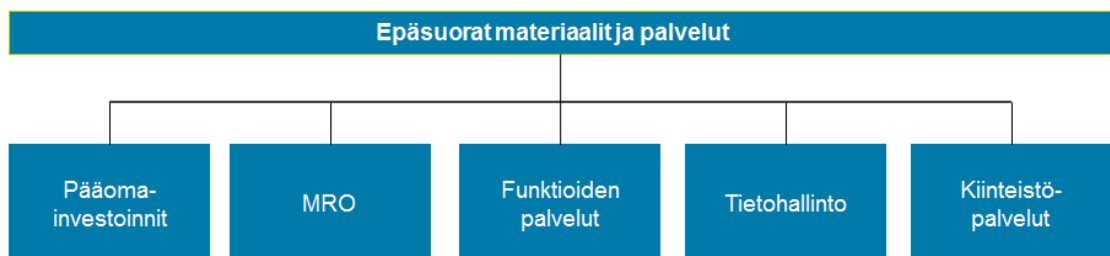 Epäsuorat materiaalit ja palvelut
Pääoma-
investoinnit
MRO
Funktioiden
palvelut
Tietohallinto
Kiinteistö-
palvelut